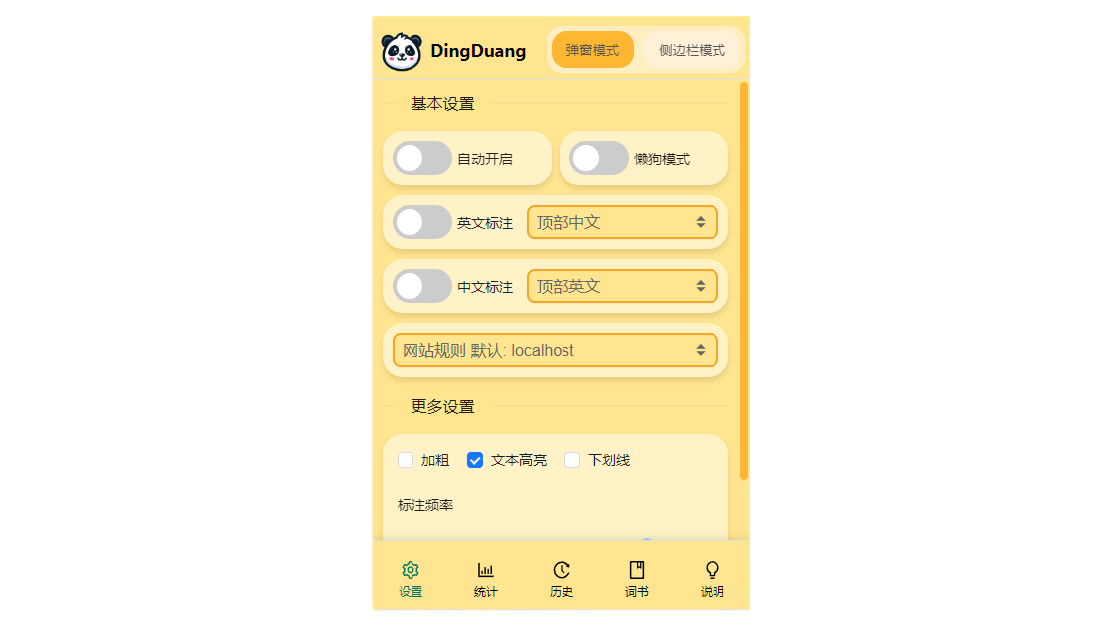 DingDuang 弹窗模式 侧边栏模式
基本设置
自动开启 懒狗模式
英文标注 顶部中文
中文标注 顶部英文
网站规则 默认: localhost
更多设置
加粗 文本高亮 下划线
标注频率
设置 统计 历史 词书 说明